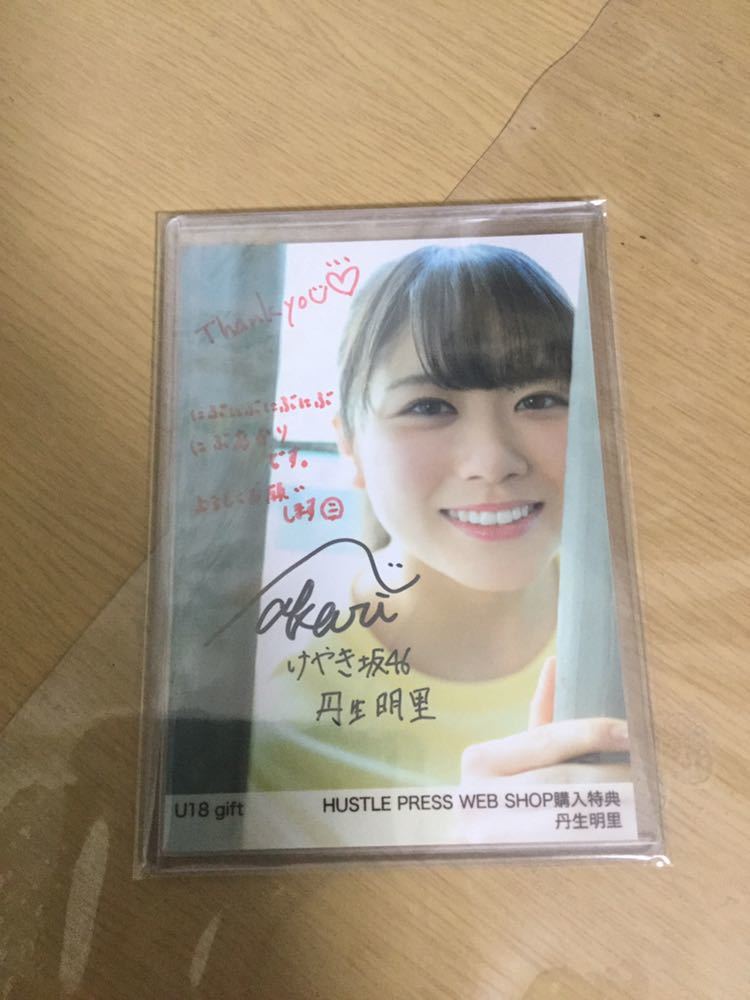 Thank you
にぶにぶにぶにぶ
にぶあかり
です。
よろしくお願い
します
akari
けやき坂46
丹生明里
U18 gift
HUSTLE PRESS WEB SHOP購入特典
丹生明里